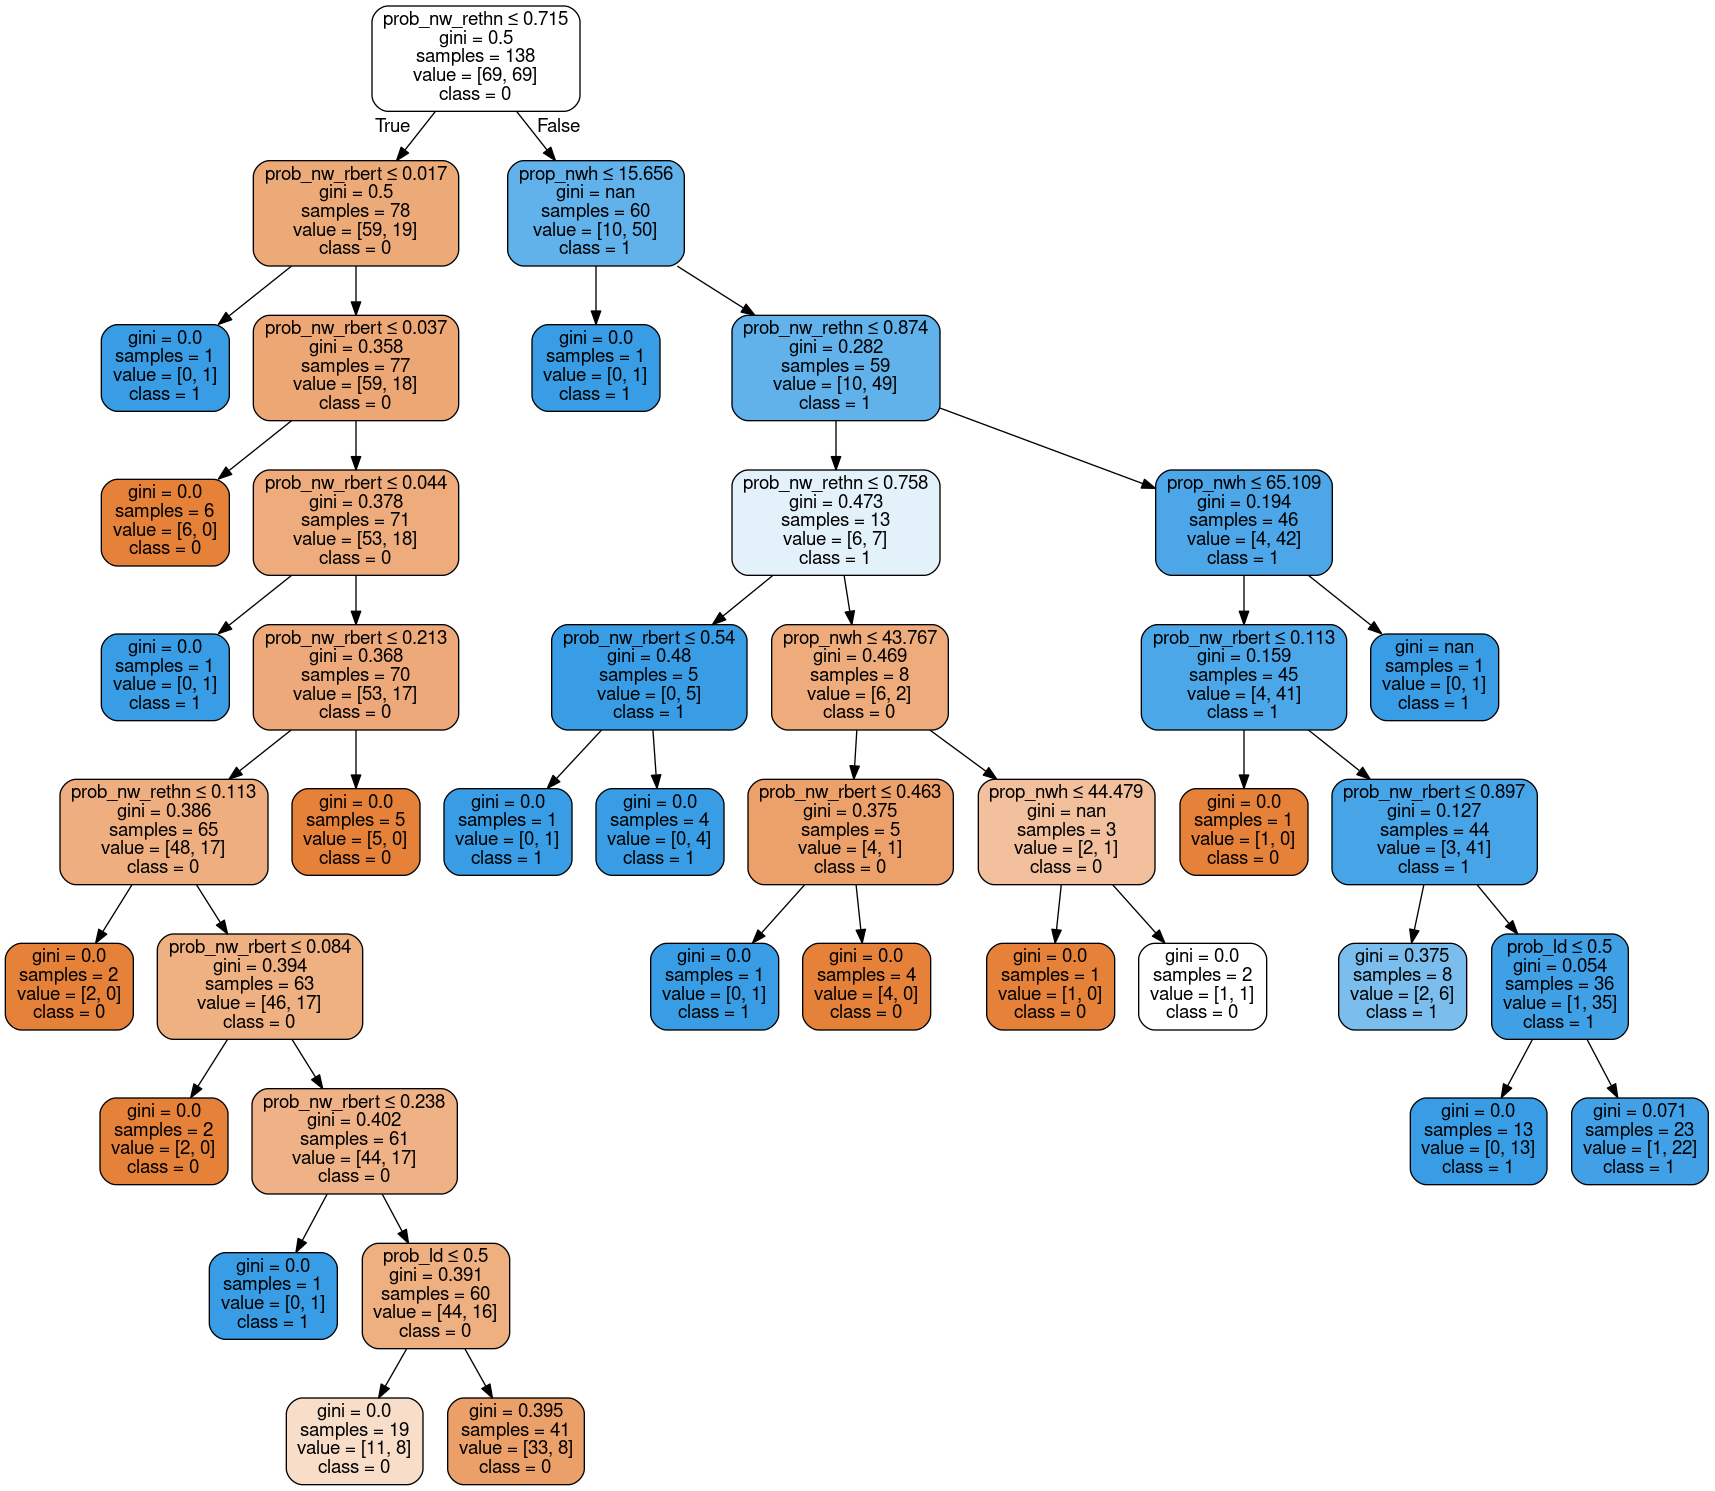 prob_nw_rethn ≤ 0.715
gini = 0.5
samples = 138
value = [69, 69]
class = 0
True
False
prob_nw_rbert ≤ 0.017
gini = 0.5
samples = 78
value = [59, 19]
class = 0
prop_nwh ≤ 15.656
gini = nan
samples = 60
value = [10, 50]
class = 1
gini = 0.0
samples = 1
value = [0, 1]
class = 1
prob_nw_rbert ≤ 0.037
gini = 0.358
samples = 77
value = [59, 18]
class = 0
gini = 0.0
samples = 1
value = [0, 1]
class = 1
prob_nw_rethn ≤ 0.874
gini = 0.282
samples = 59
value = [10, 49]
class = 1
gini = 0.0
samples = 6
value = [6, 0]
class = 0
prob_nw_rbert ≤ 0.044
gini = 0.378
samples = 71
value = [53, 18]
class = 0
prob_nw_rethn ≤ 0.758
gini = 0.473
samples = 13
value = [6, 7]
class = 1
prop_nwh ≤ 65.109
gini = 0.194
samples = 46
value = [4, 42]
class = 1
gini = 0.0
samples = 1
value = [0, 1]
class = 1
prob_nw_rbert ≤ 0.213
gini = 0.368
samples = 70
value = [53, 17]
class = 0
prob_nw_rbert ≤ 0.54
gini = 0.48
samples = 5
value = [0, 5]
class = 1
prop_nwh ≤ 43.767
gini = 0.469
samples = 8
value = [6, 2]
class = 0
prob_nw_rbert ≤ 0.113
gini = 0.159
samples = 45
value = [4, 41]
class = 1
gini = nan
samples = 1
value = [0, 1]
class = 1
prob_nw_rethn ≤ 0.113
gini = 0.386
samples = 65
value = [48, 17]
class = 0
gini = 0.0
samples = 5
value = [5, 0]
class = 0
gini = 0.0
samples = 1
value = [0, 1]
class = 1
gini = 0.0
samples = 4
value = [0, 4]
class = 1
prob_nw_rbert ≤ 0.463
gini = 0.375
samples = 5
value = [4, 1]
class = 0
prop_nwh ≤ 44.479
gini = nan
samples = 3
value = [2, 1]
class = 0
gini = 0.0
samples = 1
value = [1, 0]
class = 0
prob_nw_rbert ≤ 0.897
gini = 0.127
samples = 44
value = [3, 41]
class = 1
gini = 0.0
samples = 2
value = [2, 0]
class = 0
prob_nw_rbert ≤ 0.084
gini = 0.394
samples = 63
value = [46, 17]
class = 0
gini = 0.0
samples = 1
value = [0, 1]
class = 1
gini = 0.0
samples = 4
value = [4, 0]
class = 0
gini = 0.0
samples = 1
value = [1, 0]
class = 0
gini = 0.0
samples = 2
value = [1, 1]
class = 0
gini = 0.375
samples = 8
value = [2, 6]
class = 1
prob_ld ≤ 0.5
gini = 0.054
samples = 36
value = [1, 35]
class = 1
gini = 0.0
samples = 2
value = [2, 0]
class = 0
prob_nw_rbert ≤ 0.238
gini = 0.402
samples = 61
value = [44, 17]
class = 0
gini = 0.0
samples = 13
value = [0, 13]
class = 1
gini = 0.071
samples = 23
value = [1, 22]
class = 1
gini = 0.0
samples = 1
value = [0, 1]
class = 1
prob_ld ≤ 0.5
gini = 0.391
samples = 60
value = [44, 16]
class = 0
gini = 0.0
samples = 19
value = [11, 8]
class = 0
gini = 0.395
samples = 41
value = [33, 8]
class = 0